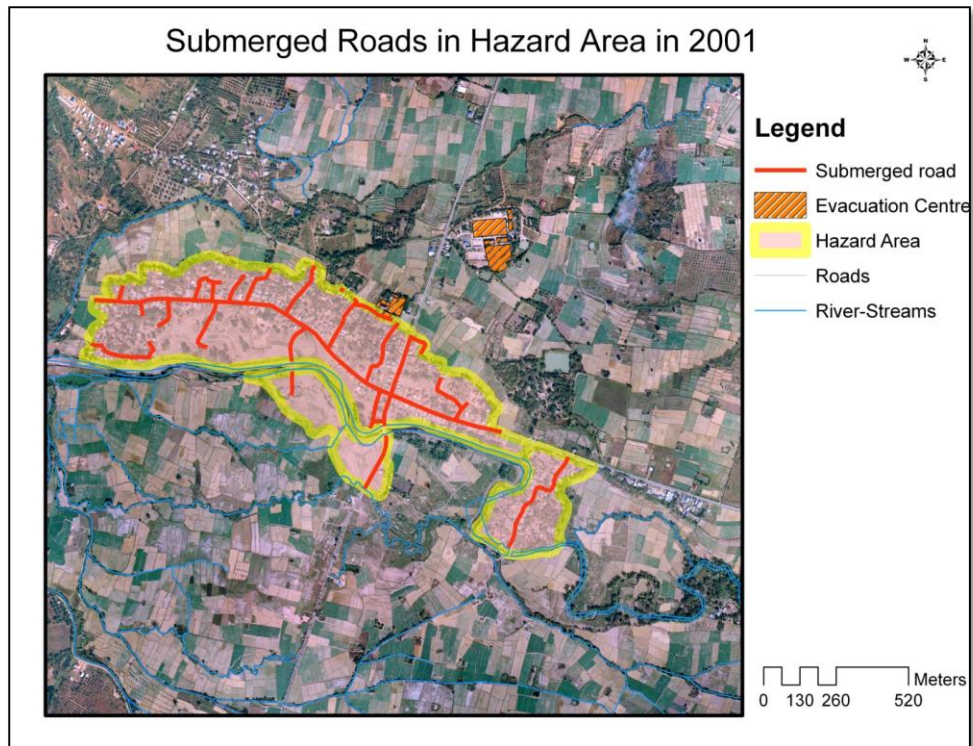 Submerged Roads in Hazard Area in 2001
N
W E
S
Legend
Submerged road
Evacuation Centre
Hazard Area
Roads
River-Streams
Meters
0 130 260 520